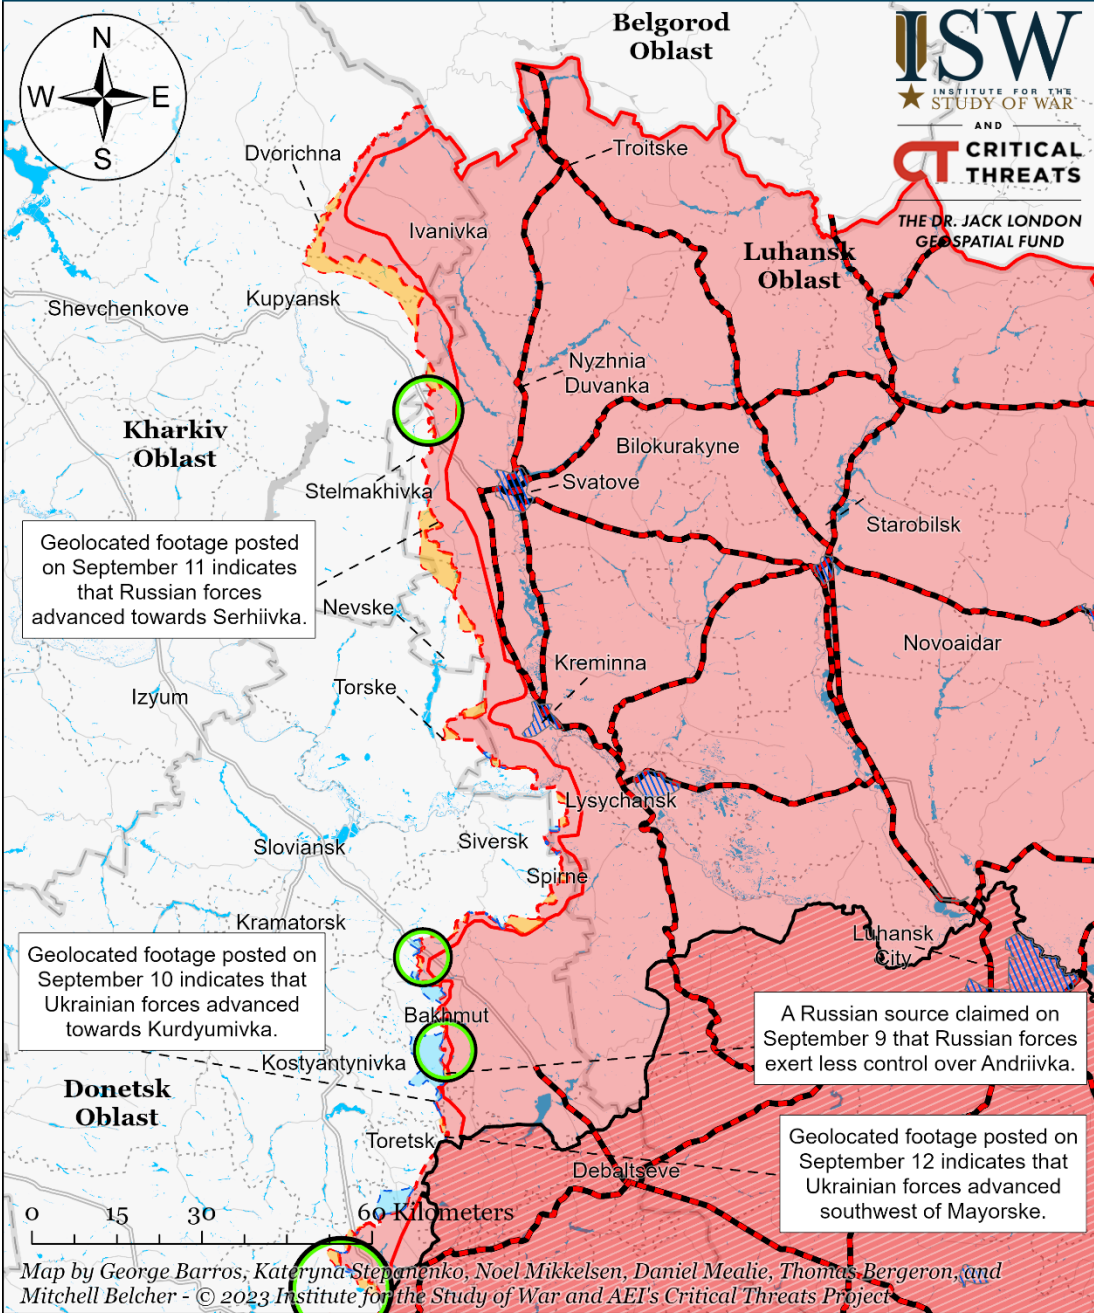 Belgorod
Oblast
ISW
INSTITUTE FOR THE
STUDY OF WAR
AND
CT CRITICAL
THREATS
THE DR. JACK LONDON
GEOSPATIAL FUND
N
W E
S
Dvorichna
Troitske
Ivanivka
Luhansk
Oblast
Shevchenkove
Kupyansk
Nyzhnia
Duvanka
Kharkiv
Oblast
Bilokurakyne
Stelmakhivka
Svatove
Starobilsk
Geolocated footage posted
on September 11 indicates
that Russian forces
advanced towards Serhiivka.
Nevske
Novoaidar
Kreminna
Torske
Izyum
Lysychansk
Siversk
Sloviansk
Spirne
Kramatorsk
Luhansk
City
Geolocated footage posted on
September 10 indicates that
Ukrainian forces advanced
towards Kurdyumivka.
Bakhmut
A Russian source claimed on
September 9 that Russian forces
exert less control over Andriivka.
Kostyantynivka
Donetsk
Oblast
Toretsk
Debaltseve
Geolocated footage posted on
September 12 indicates that
Ukrainian forces advanced
southwest of Mayorske.
0 15 30 60 Kilometers
Map by George Barros, Kateryna Stepanenko, Noel Mikkelsen, Daniel Mealie, Thomas Bergeron, and
Mitchell Belcher - © 2023 Institute for the Study of War and AEI's Critical Threats Project